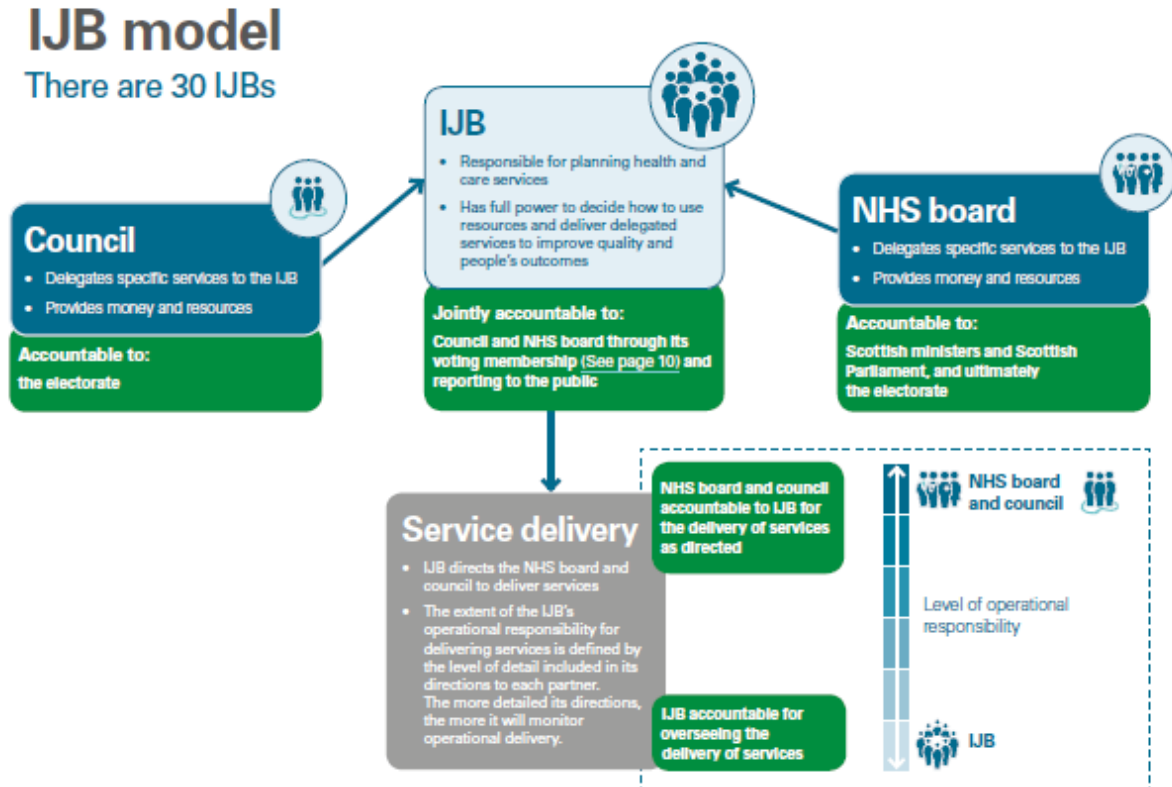 IJB model
There are 30 IJBs
IJB
• Responsible for planning health and
care services
• Has full power to decide how to use
resources and deliver delegated
services to improve quality and
people's outcomes
Jointly accountable to:
Council and NHS board through its
voting membership (See page 10) and
reporting to the public
Council
• Delegates specific services to the IJB
• Provides money and resources
Accountable to:
the electorate
NHS board
• Delegates specific services to the IJB
• Provides money and resources
Accountable to:
Scottish ministers and Scottish
Parliament, and ultimately
the electorate
Service delivery
• IJB directs the NHS board and
council to deliver services
• The extent of the IJB's
operational responsibility for
delivering services is defined by
the level of detail included in its
directions to each partner.
The more detailed its directions,
the more it will monitor
operational delivery.
NHS board and council
accountable to IJB for
the delivery of services
as directed
IJB accountable for
overseeing the
delivery of services
NHS board
and council
Level of operational
responsibility
IJB